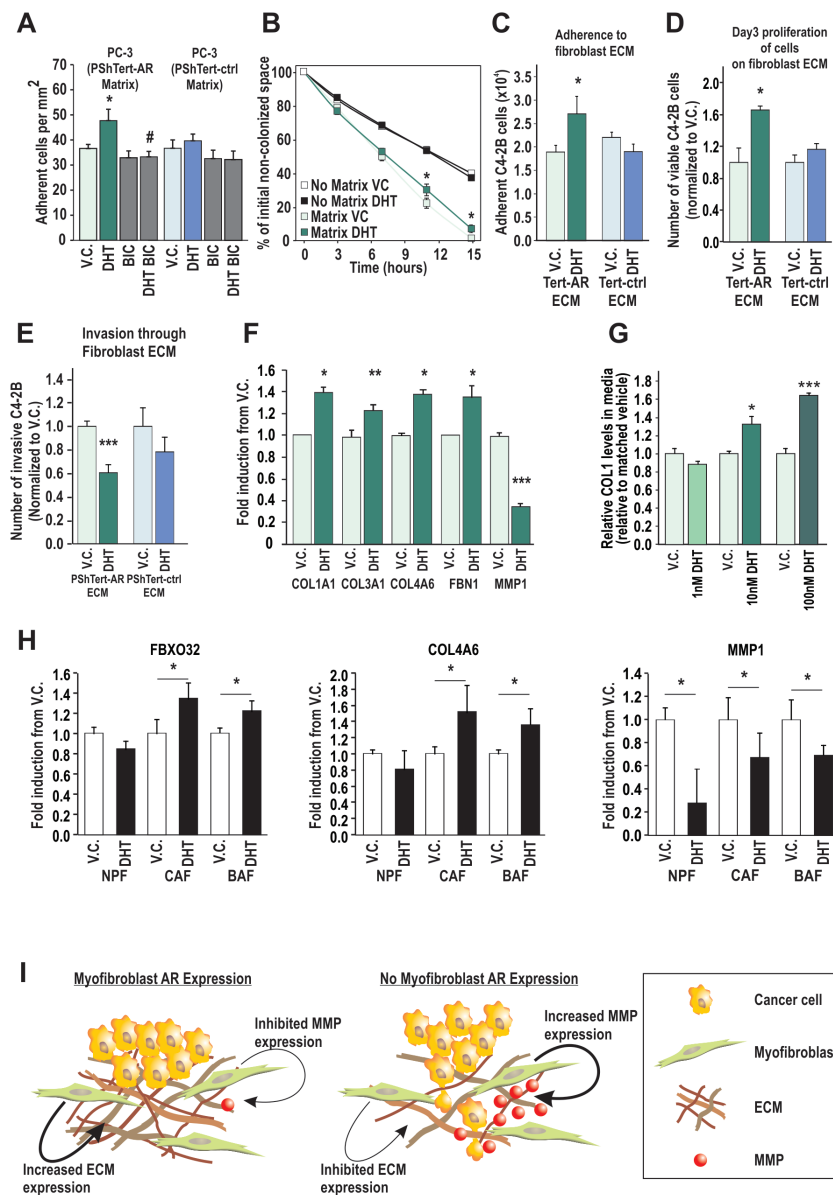 A
PC-3
(PShTert-AR
Matrix)
PC-3
(PShTert-ctrl
Matrix)
Adherent cells per mm2
70
60
50
40
30
20
10
0
*
#
V.C.
DHT
BIC
DHT BIC
V.C.
DHT
BIC
DHT BIC
B
% of initial non-colonized space
100
80
60
40
20
0
No Matrix VC
No Matrix DHT
Matrix VC
Matrix DHT
*
*
0 3 7 11 15
Time (hours)
C
Adherence to
fibroblast ECM
Adherent C4-2B cells (x10⁴)
4.0
3.5
3.0
2.5
2.0
1.5
1.0
0.5
0
*
V.C.
DHT
V.C.
DHT
Tert-AR
ECM
Tert-ctrl
ECM
D
Day3 proliferation
of cells
on fibroblast ECM
Number of viable C4-2B cells
(normalized to V.C.)
2.0
1.6
1.2
0.8
0.4
0.0
*
V.C.
DHT
V.C.
DHT
Tert-AR
ECM
Tert-ctrl
ECM
E
Invasion through
Fibroblast ECM
Number of invasive C4-2B
(Normalized to V.C.)
1.4
1.2
1.0
0.8
0.6
0.4
0.2
0
***
V.C.
DHT
V.C.
DHT
PShTert-AR
ECM
PShTert-ctrl
ECM
F
Fold induction from V.C.
1.8
1.6
1.4
1.2
1.0
0.8
0.6
0.4
0.2
0
*
**
*
*
***
V.C.
DHT
V.C.
DHT
V.C.
DHT
V.C.
DHT
V.C.
DHT
COL1A1
COL3A1
COL4A6
FBN1
MMP1
G
Relative COL1 levels in media
(relative to matched vehicle)
1.8
1.6
1.4
1.2
1.0
0.8
0.6
0.4
0.2
0
*
***
V.C.
1nM DHT
V.C.
10nM DHT
V.C.
100nM DHT
H
FBXO32
Fold induction from V.C.
1.6
1.4
1.2
1.0
0.8
0.6
0.4
0.2
0.0
*
*
V.C.
DHT
V.C.
DHT
V.C.
DHT
NPF
CAF
BAF
COL4A6
Fold induction from V.C.
2.0
1.8
1.6
1.4
1.2
1.0
0.8
0.6
0.4
0.2
0.0
*
*
V.C.
DHT
V.C.
DHT
V.C.
DHT
NPF
CAF
BAF
MMP1
Fold induction from V.C.
1.4
1.2
1.0
0.8
0.6
0.4
0.2
0.0
*
*
*
V.C.
DHT
V.C.
DHT
V.C.
DHT
NPF
CAF
BAF
I
Myofibroblast AR Expression
Inhibited MMP
expression
Increased ECM
expression
No Myofibroblast AR Expression
Increased MMP
expression
Inhibited ECM
expression
Cancer cell
Myofibroblas
ECM
MMP